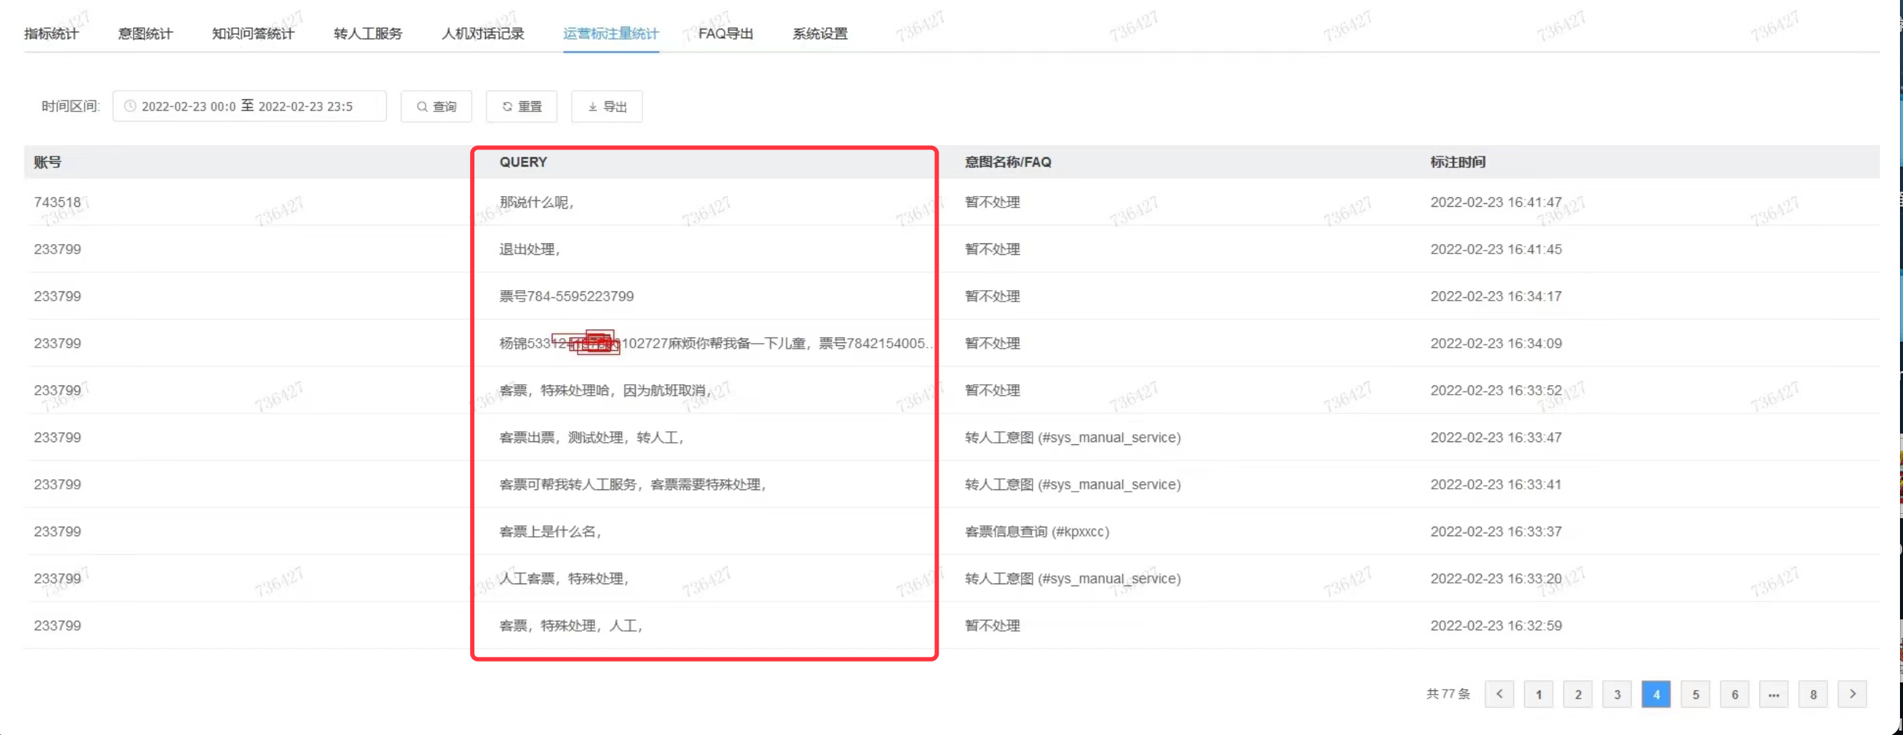 指标统计 意图统计 知识问答统计 转人工服务 人机对话记录 运营标注量统计 FAQ导出 系统设置
时间区间: 2022-02-23 00:0 至 2022-02-23 23:5 查询 重置 导出
账号 QUERY 意图名称/FAQ 标注时间
743518 那说什么呢, 暂不处理 2022-02-23 16:41:47
233799 退出处理, 暂不处理 2022-02-23 16:41:45
233799 票号784-5595223799 暂不处理 2022-02-23 16:34:17
233799 杨锦533 102727麻烦你帮我备一下儿童，票号7842154005... 暂不处理 2022-02-23 16:34:09
233799 客票，特殊处理哈，因为航班取消, 暂不处理 2022-02-23 16:33:52
233799 客票出票，测试处理，转人工, 转人工意图 (#sys_manual_service) 2022-02-23 16:33:47
233799 客票可帮我转人工服务，客票需要特殊处理, 转人工意图 (#sys_manual_service) 2022-02-23 16:33:41
233799 客票上是什么名, 客票信息查询 (#kpxxcc) 2022-02-23 16:33:37
233799 人工客票，特殊处理, 转人工意图 (#sys_manual_service) 2022-02-23 16:33:20
233799 客票，特殊处理，人工, 暂不处理 2022-02-23 16:32:59
共 77 条 < 1 2 3 4 5 6 ••• 8 >
736427